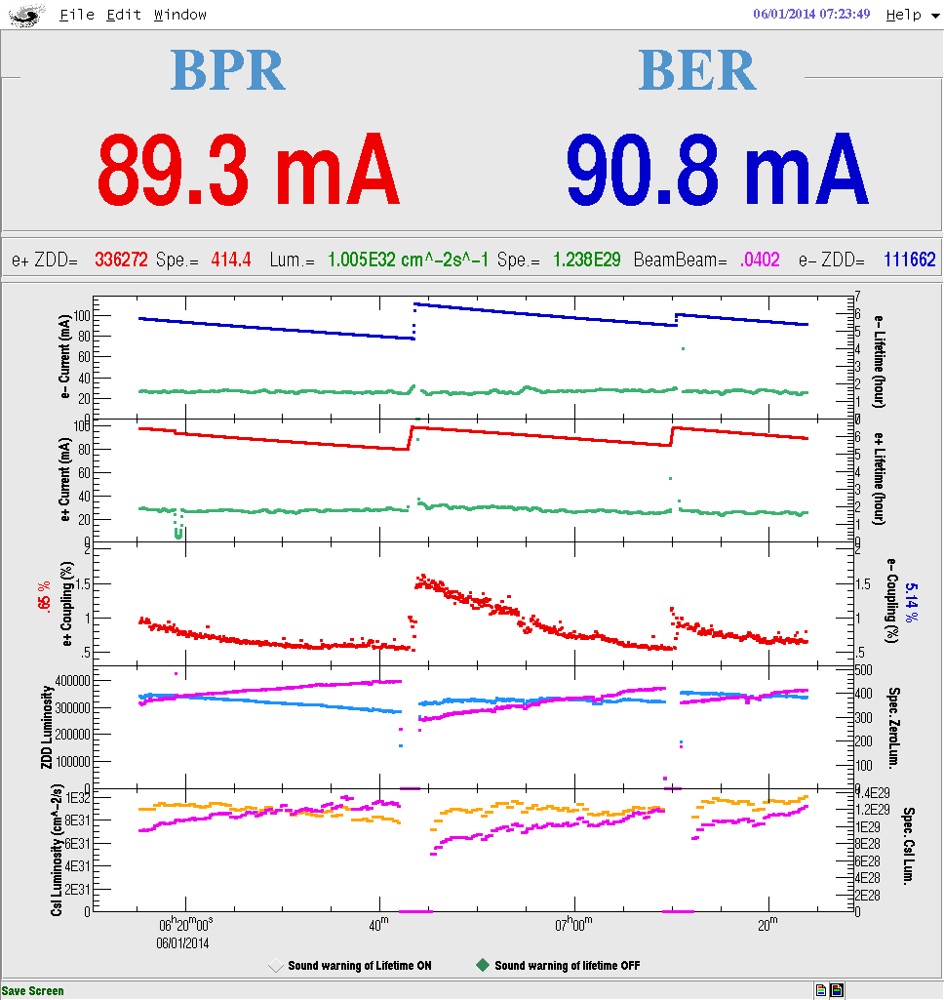 File Edit Window 06/01/2014 07:23:49 Help
BPR BER
89.3 mA 90.8 mA
e+ ZDD= 336272 Spe.= 414.4 Lum.= 1.005E32 cm^-2s^-1 Spe.= 1.238E29 BeamBeam= .0402 e- ZDD= 111662
e- Current (mA)
100
80
60
40
20
0
7
6
5
4
3
2
1
0
e- Lifetime (hour)
e+ Current (mA)
100
80
60
40
20
0
6
5
4
3
2
1
0
e+ Lifetime (hour)
.65 %
e+ Coupling (%)
2
1.5
1
.5
2
1.5
1
.5
e- Coupling (%)
5.14 %
ZDD Luminosity
400000
300000
200000
100000
0
500
400
300
200
100
0
Spec. ZeroLum.
CsI Luminosity (cm^-2/s)
1E32
8E31
6E31
4E31
2E31
0
1.4E29
1.2E29
1E29
8E28
6E28
4E28
2E28
0
Spec. CsI Lum.
06h20m00s 40m 07h00m 20m
06/01/2014
Sound warning of Lifetime ON Sound warning of lifetime OFF
Save Screen